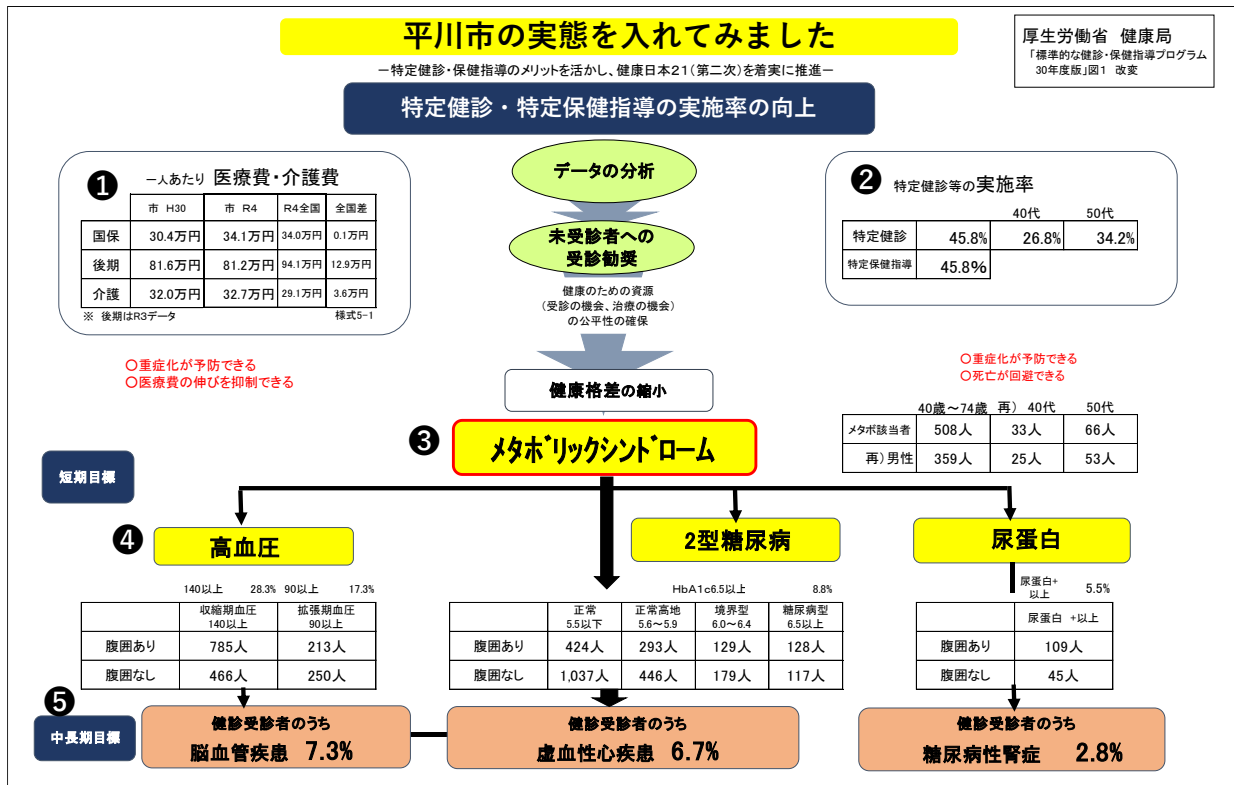 平川市の実態を入れてみました
－特定健診・保健指導のメリットを活かし、健康日本21(第二次)を着実に推進－
厚生労働省 健康局
「標準的な健診・保健指導プログラム
30年度版」図1 改変
特定健診・特定保健指導の実施率の向上
❶ 一人あたり 医療費・介護費
市 H30 市 R4 R4全国 全国差
国保 30.4万円 34.1万円 34.0万円 0.1万円
後期 81.6万円 81.2万円 94.1万円 12.9万円
介護 32.0万円 32.7万円 29.1万円 3.6万円
※ 後期はR3データ 様式5-1
データの分析
未受診者への
受診勧奨
健康のための資源
(受診の機会、治療の機会)
の公平性の確保
健康格差の縮小
❷ 特定健診等の実施率
40代 50代
特定健診 45.8% 26.8% 34.2%
特定保健指導 45.8%
○重症化が予防できる
○医療費の伸びを抑制できる
○重症化が予防できる
○死亡が回避できる
❸ メタボリックシンドローム
40歳～74歳 再) 40代 50代
メタボ該当者 508人 33人 66人
再)男性 359人 25人 53人
短期目標
❹ 高血圧
2型糖尿病
尿蛋白
140以上 28.3% 90以上 17.3%
収縮期血圧 拡張期血圧
140以上 90以上
腹囲あり 785人 213人
腹囲なし 466人 250人
HbA1c6.5以上 8.8%
正常 正常高地 境界型 糖尿病型
5.5以下 5.6～5.9 6.0～6.4 6.5以上
腹囲あり 424人 293人 129人 128人
腹囲なし 1,037人 446人 179人 117人
尿蛋白+
以上 5.5%
尿蛋白 +以上
腹囲あり 109人
腹囲なし 45人
❺
中長期目標
健診受診者のうち
脳血管疾患 7.3%
健診受診者のうち
虚血性心疾患 6.7%
健診受診者のうち
糖尿病性腎症 2.8%